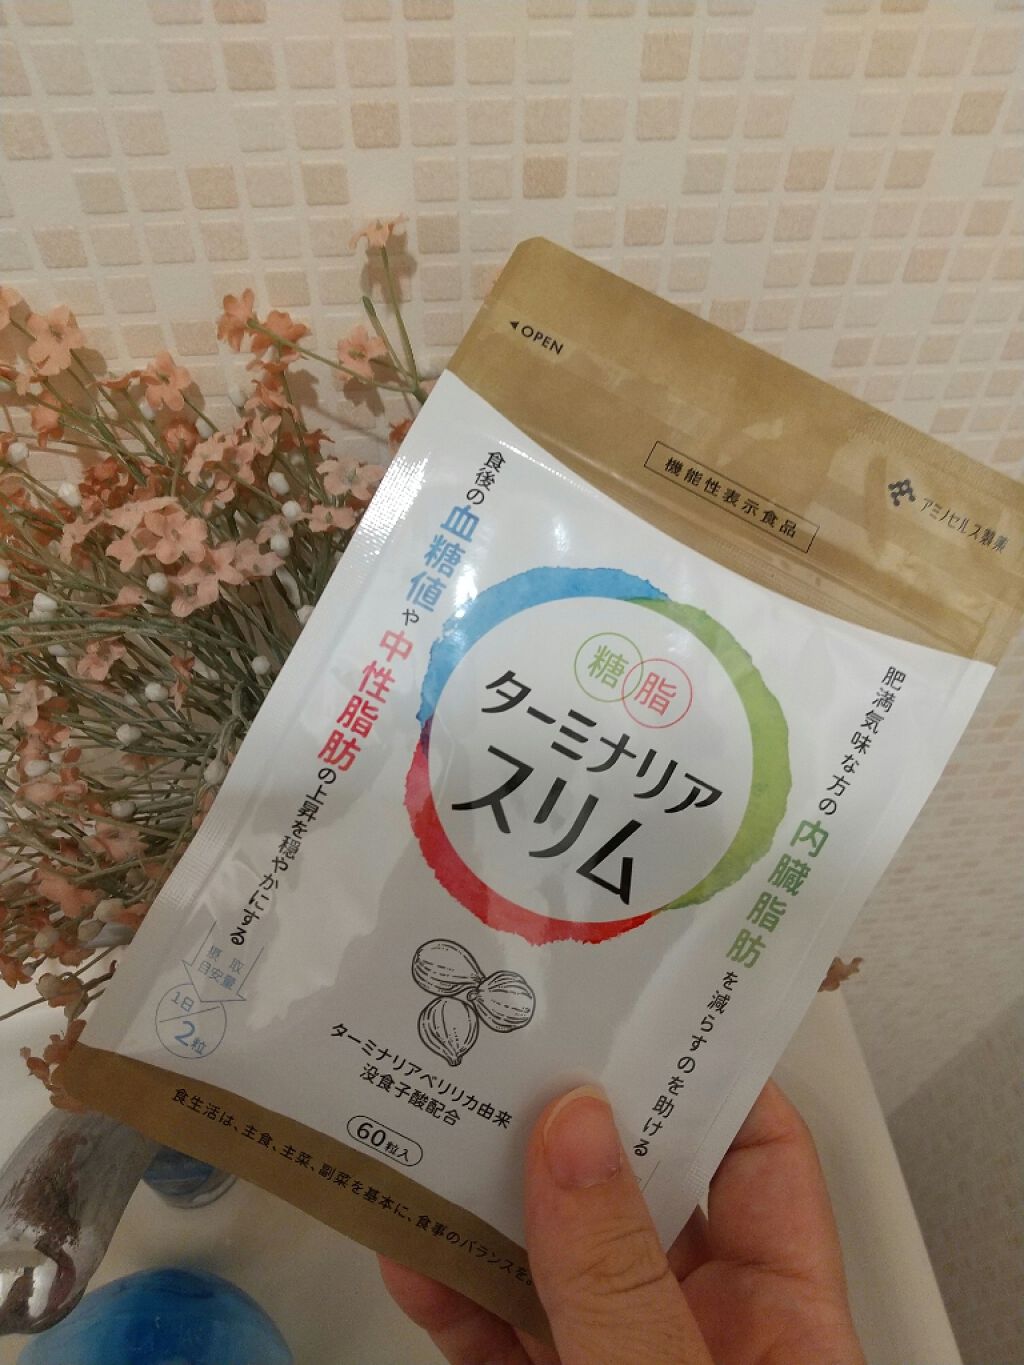 OPEN
機能性表示食品
アミノセルス製薬
食後の血糖値や中性脂肪の上昇を穏やかにする
肥満気味な方の内臓脂肪を減らすのを助ける
糖 脂
ターミナリア
スリム
摂取
目安量
1日
2粒
ターミナリアベリリカ由来
没食子酸配合
60粒入
食生活は、主食、主菜、副菜を基本に、食事のバランスを。